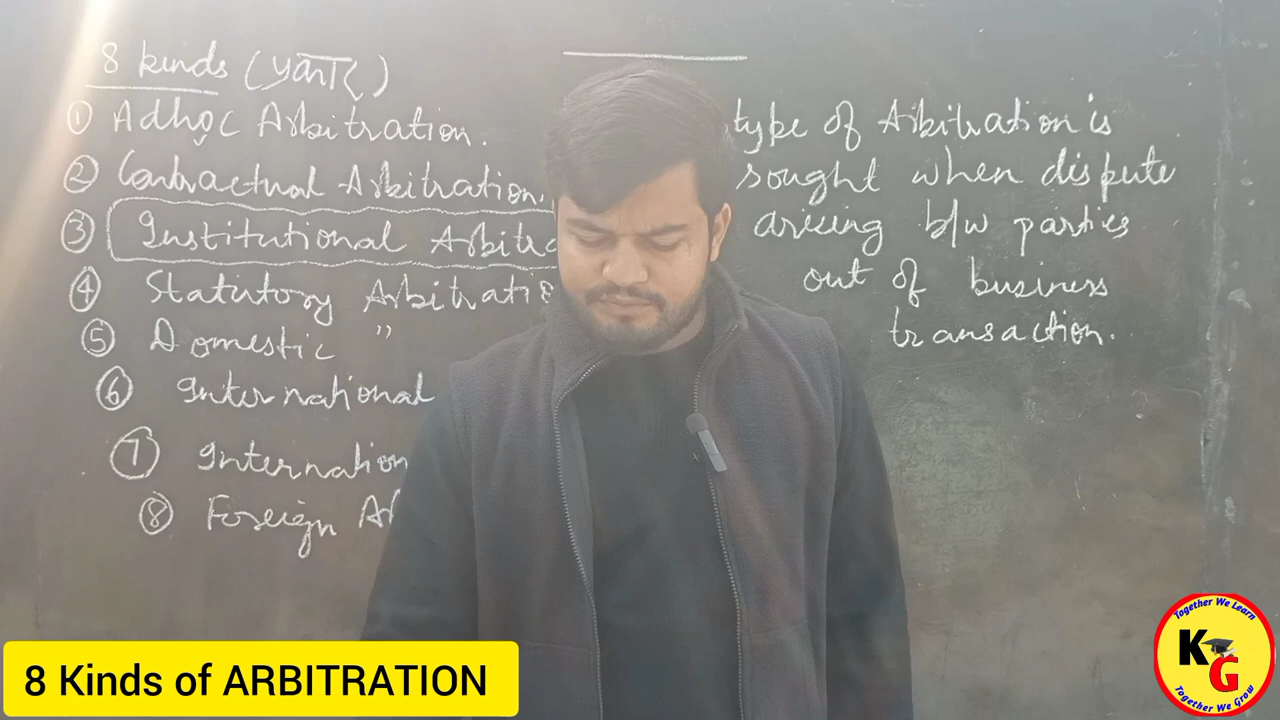 8 kinds (प्रकार)
① Adhoc Arbitration.
② Contractual Arbitration,
③ Institutional Arbitra
④ Statutory Arbitratio
⑤ Domestic "
⑥ International
⑦ Internation
⑧ Foreign Ar
type of Arbitration is
sought when dispute
arising b/w parties
out of business
transaction.
8 Kinds of ARBITRATION
Together We Learn
KG
Together We Grow